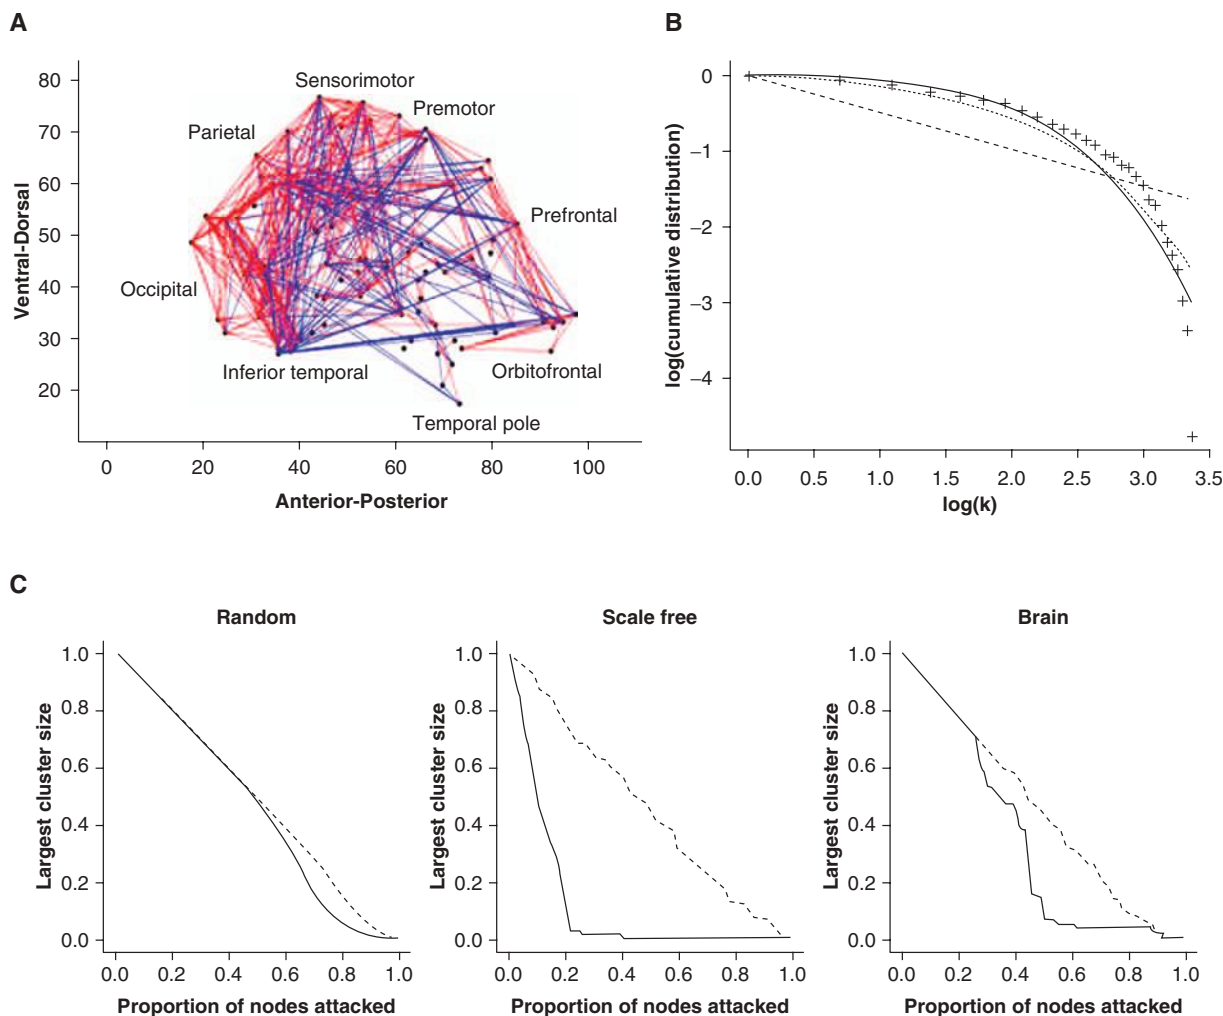 A
B
80
70
60
50
40
30
20
Ventral-Dorsal
Sensorimotor
Premotor
Parietal
Prefrontal
Occipital
Inferior temporal
Orbitofrontal
Temporal pole
0 20 40 60 80 100
Anterior-Posterior
0
−1
−2
−3
−4
log(cumulative distribution)
0.0 0.5 1.0 1.5 2.0 2.5 3.0 3.5
log(k)
C
Random
1.0
0.8
0.6
0.4
0.2
0.0
Largest cluster size
0.0 0.2 0.4 0.6 0.8 1.0
Proportion of nodes attacked
Scale free
1.0
0.8
0.6
0.4
0.2
0.0
Largest cluster size
0.0 0.2 0.4 0.6 0.8 1.0
Proportion of nodes attacked
Brain
1.0
0.8
0.6
0.4
0.2
0.0
Largest cluster size
0.0 0.2 0.4 0.6 0.8 1.0
Proportion of nodes attacked